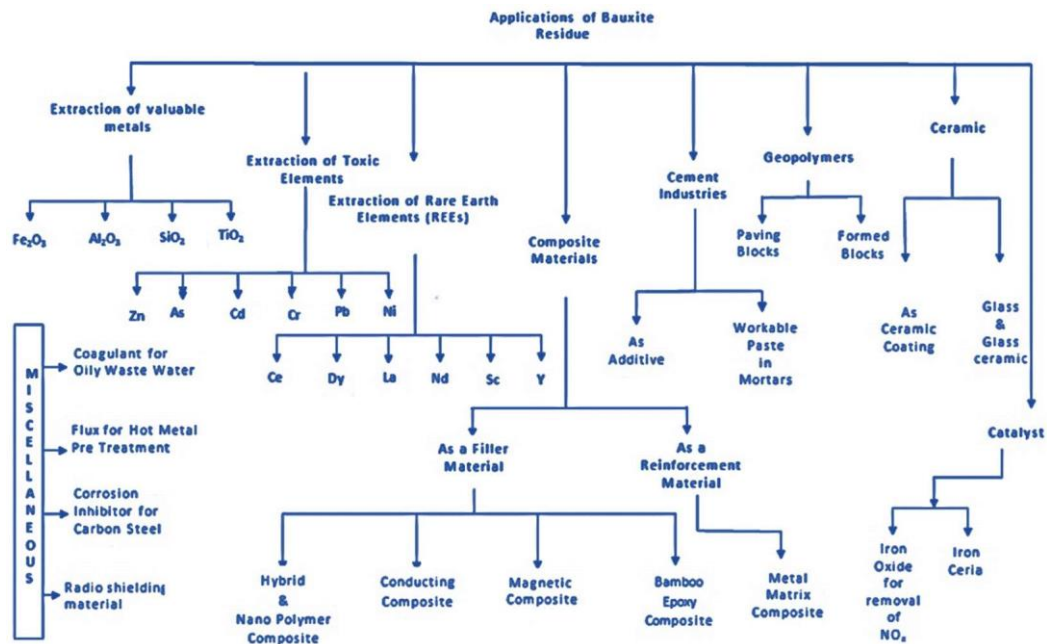 Applications of Bauxite
Residue
Extraction of valuable
metals
Fe₂O₃
Al₂O₃
SiO₂
TiO₂
Extraction of Toxic
Elements
Zn
As
Cd
Cr
Pb
Ni
Extraction of Rare Earth
Elements (REEs)
Ce
Dy
La
Nd
Sc
Y
Composite
Materials
As a Filler
Material
Hybrid
&
Nano Polymer
Composite
Conducting
Composite
Magnetic
Composite
Bamboo
Epoxy
Composite
As a
Reinforcement
Material
Metal
Matrix
Composite
Cement
Industries
As
Additive
Workable
Paste
in
Mortars
Geopolymers
Paving
Blocks
Formed
Blocks
Ceramic
As
Ceramic
Coating
Glass
&
Glass
ceramic
Catalyst
Iron
Oxide for
removal
of
NOₓ
Iron
Ceria
MISCELLANEOUS
Coagulant for
Oily Waste Water
Flux for Hot Metal
Pre Treatment
Corrosion
Inhibitor for
Carbon Steel
Radio shielding
material